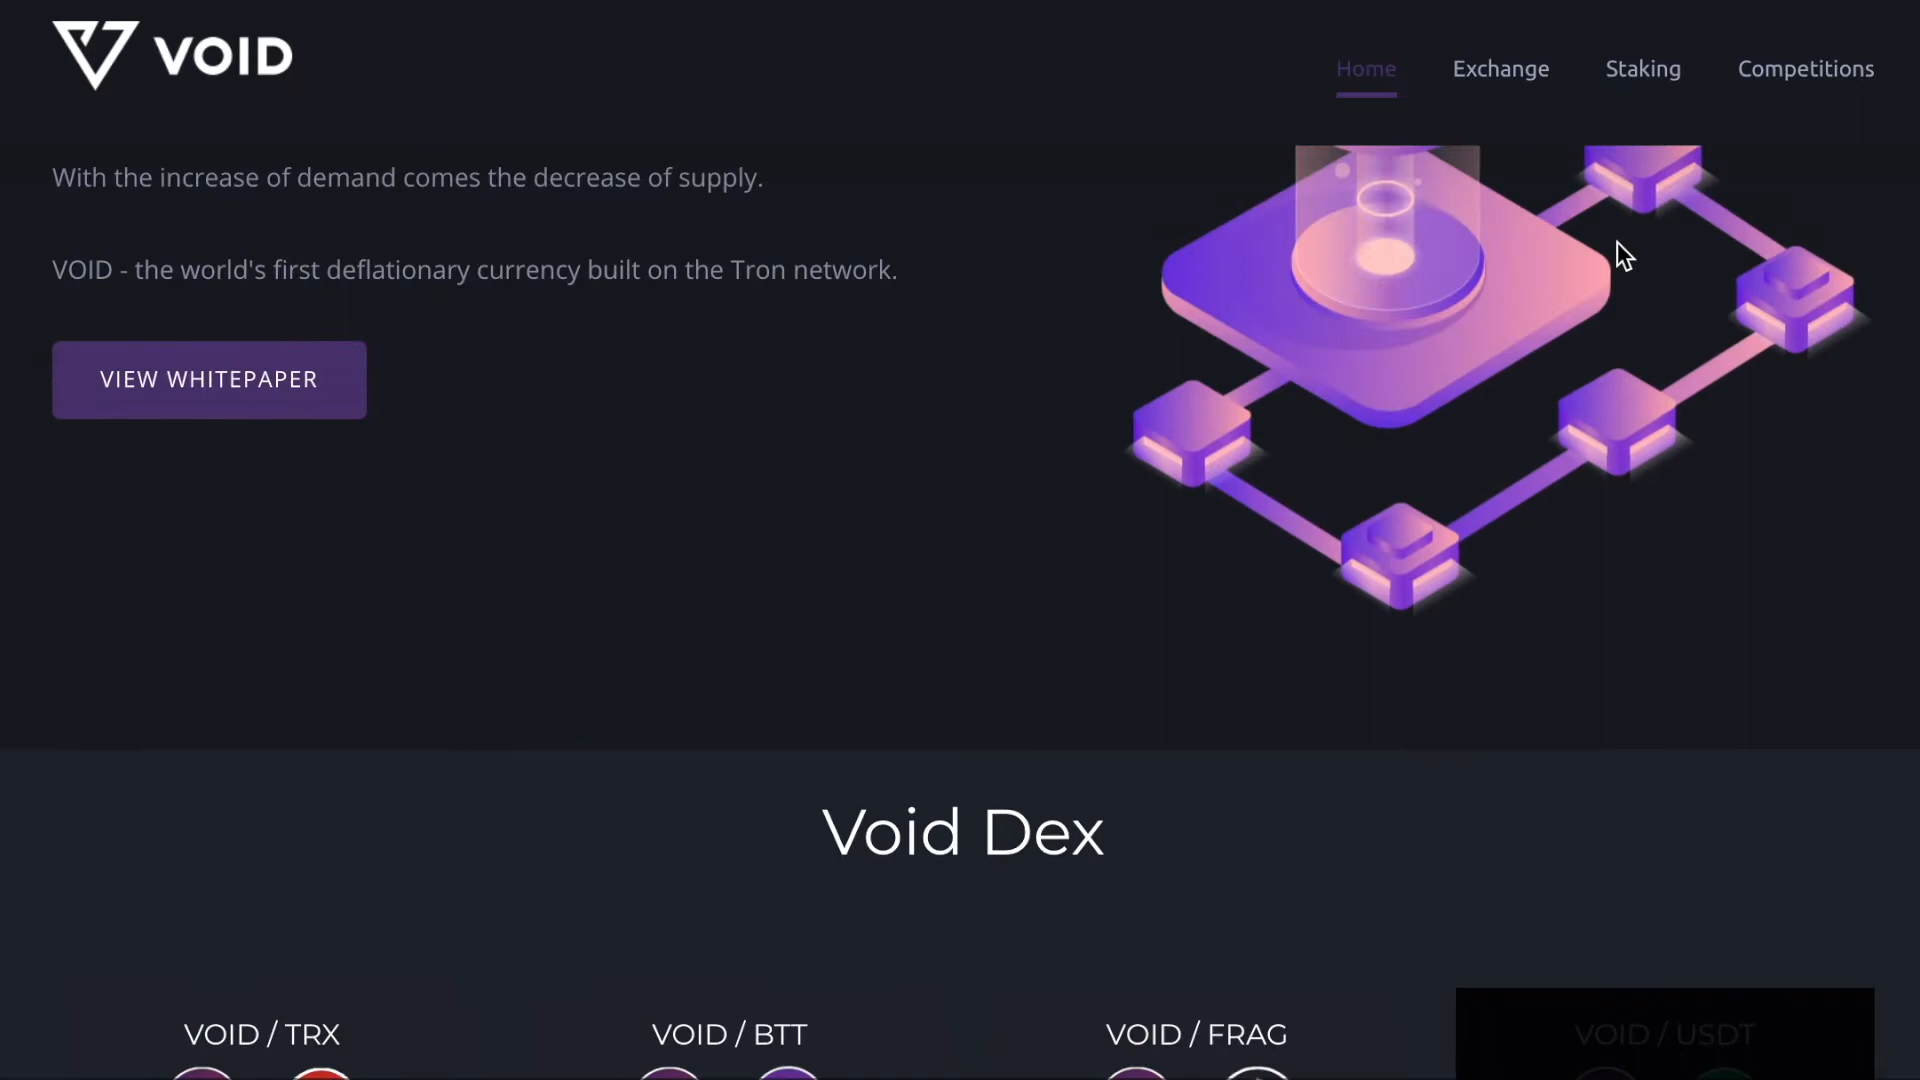 VOID
Home Exchange Staking Competitions
With the increase of demand comes the decrease of supply.
VOID - the world's first deflationary currency built on the Tron network.
VIEW WHITEPAPER
Void Dex
VOID / TRX VOID / BTT VOID / FRAG VOID / USDT